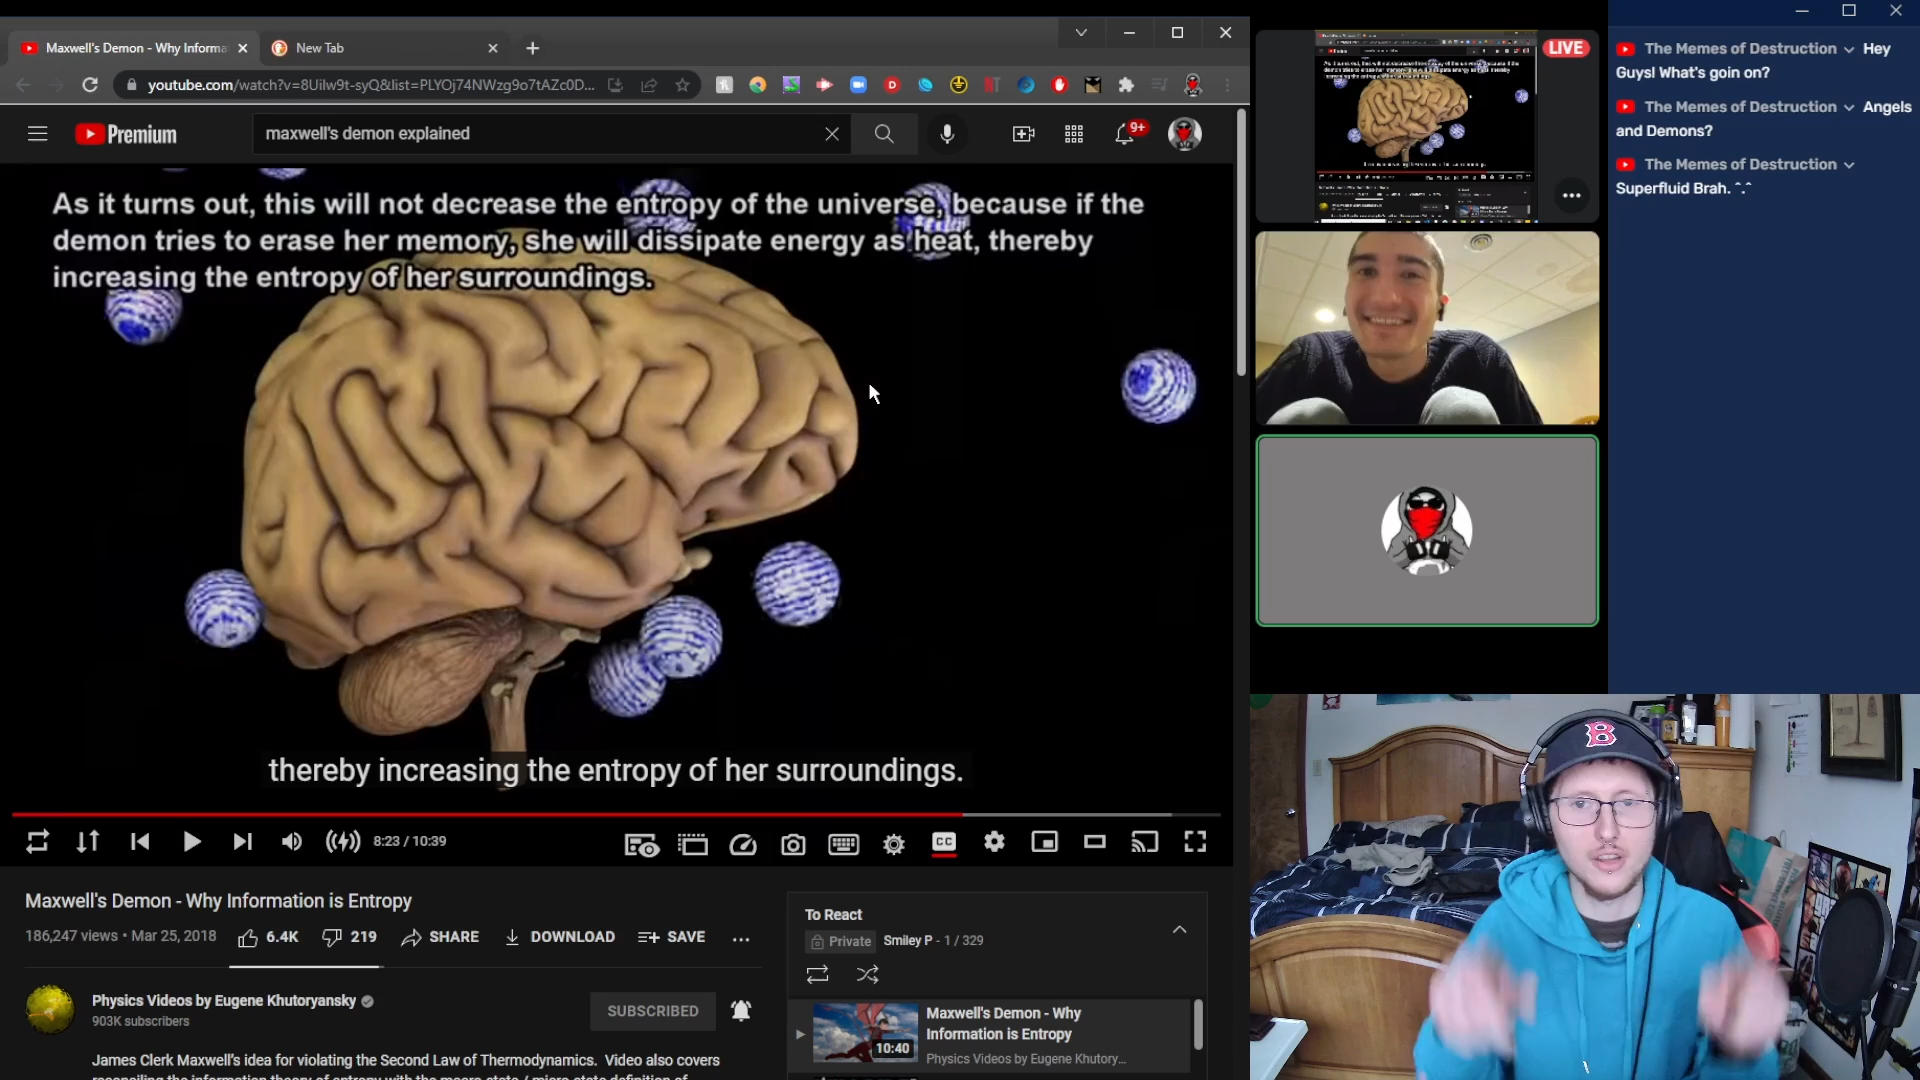 Maxwell's Demon - Why Informa
New Tab
youtube.com/watch?v=8Uilw9t-syQ&list=PLYOj74NWzg9o7tAZc0D...
Premium
maxwell's demon explained
9+
As it turns out, this will not decrease the entropy of the universe, because if the
demon tries to erase her memory, she will dissipate energy as heat, thereby
increasing the entropy of her surroundings.
thereby increasing the entropy of her surroundings.
8:23 / 10:39
CC
Maxwell's Demon - Why Information is Entropy
186,247 views • Mar 25, 2018
6.4K
219
SHARE
DOWNLOAD
SAVE
Physics Videos by Eugene Khutoryansky
903K subscribers
SUBSCRIBED
James Clerk Maxwell's idea for violating the Second Law of Thermodynamics. Video also covers
To React
Private
Smiley P - 1 / 329
10:40
Maxwell's Demon - Why
Information is Entropy
Physics Videos by Eugene Khutory...
LIVE
The Memes of Destruction Hey
Guys! What's goin on?
The Memes of Destruction Angels
and Demons?
The Memes of Destruction
Superfluid Brah. ^.^
B